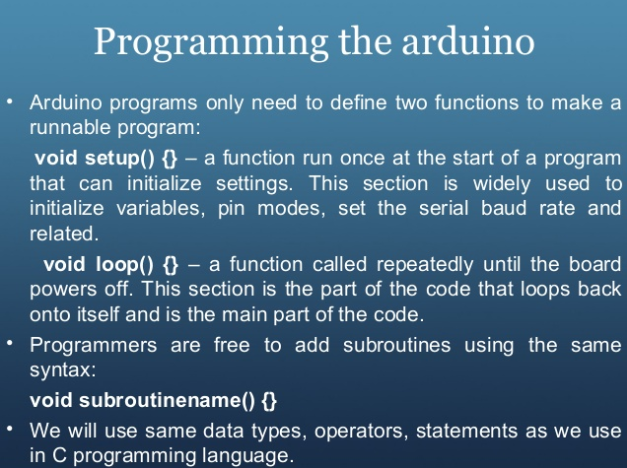 Programming the arduino
• Arduino programs only need to define two functions to make a
runnable program:
void setup() {} – a function run once at the start of a program
that can initialize settings. This section is widely used to
initialize variables, pin modes, set the serial baud rate and
related.
void loop() {} – a function called repeatedly until the board
powers off. This section is the part of the code that loops back
onto itself and is the main part of the code.
• Programmers are free to add subroutines using the same
syntax:
void subroutinename() {}
• We will use same data types, operators, statements as we use
in C programming language.